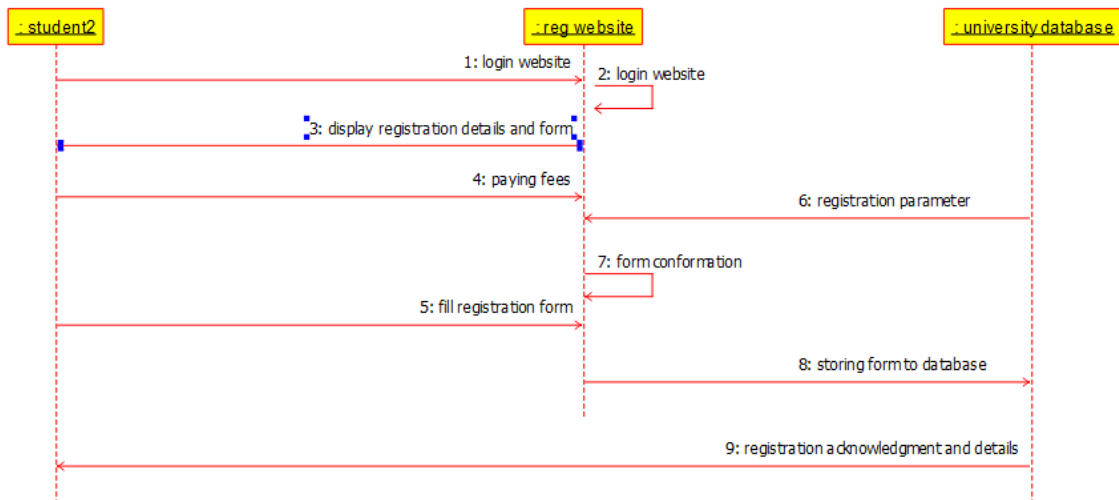 : student2
: reg website
: university database
1: login website
2: login website
3: display registration details and form
4: paying fees
6: registration parameter
7: form conformation
5: fill registration form
8: storing form to database
9: registration acknowledgment and details